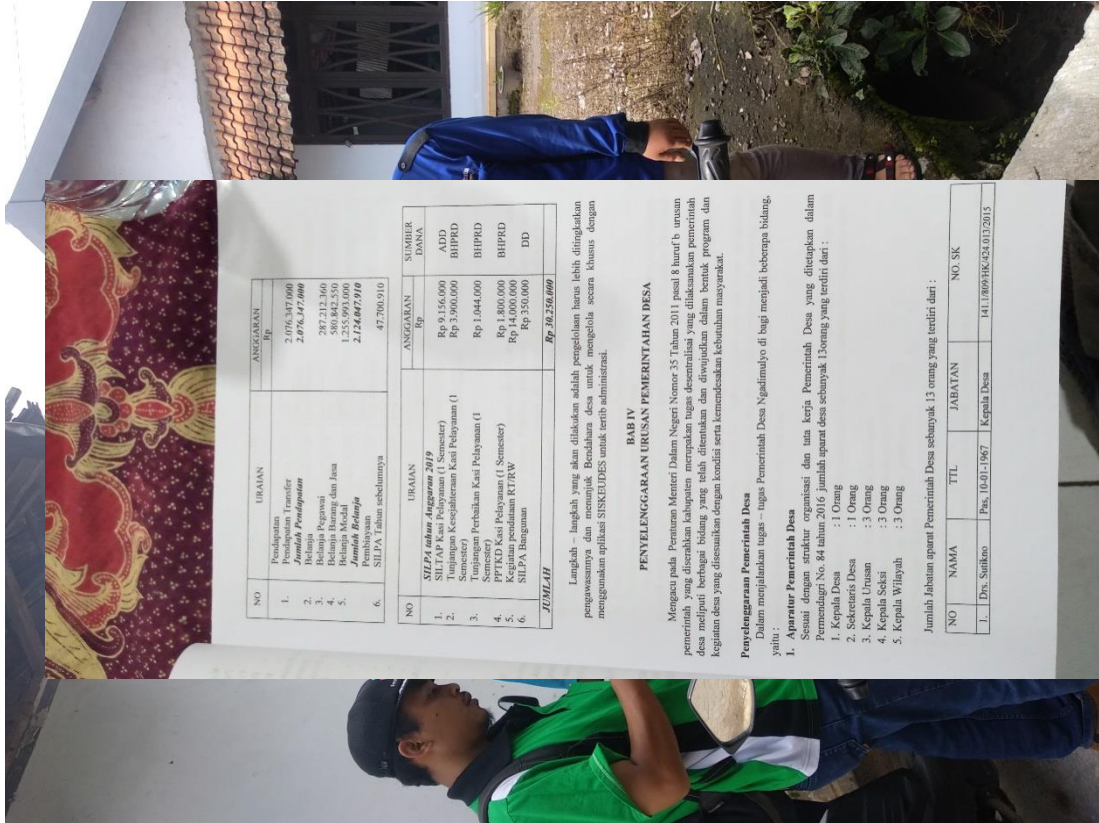 NO URAIAN ANGGARAN
Rp
Pendapatan
1. Pendapatan Transfer 2.076.347.000
Jumlah Pendapatan 2.076.347.000
2. Belanja
3. Belanja Pegawai 287.212.360
4. Belanja Barang dan Jasa 580.842.550
5. Belanja Modal 1.255.993.000
Jumlah Belanja 2.124.047.910
Pembiayaan
6. SILPA Tahun sebelumnya 47.700.910
NO URAIAN ANGGARAN SUMBER
Rp DANA
SILPA tahun Anggaran 2019
1. SILTAP Kasi Pelayanan (1 Semester) Rp 9.156.000 ADD
2. Tunjangan Kesejahteraan Kasi Pelayanan (1 Rp 3.900.000 BHPRD
Semester)
3. Tunjangan Perbaikan Kasi Pelayanan (1 Rp 1.044.000 BHPRD
Semester)
4. PPTKD Kasi Pelayanan (1 Semester) Rp 1.800.000 BHPRD
5. Kegiatan pendataan RT/RW Rp 14.000.000
6. SILPA Bangunan Rp 350.000 DD
JUMLAH Rp 30.250.000
Langkah – langkah yang akan dilakukan adalah pengelolaan harus lebih ditingkatkan
pengawasannya dan menunjuk Bendahara desa untuk mengelola secara khusus dengan
menggunakan aplikasi SISKEUDES untuk tertib administrasi.
BAB IV
PENYELENGGARAAN URUSAN PEMERINTAHAN DESA
Mengacu pada Peraturan Menteri Dalam Negeri Nomor 35 Tahun 2011 pasal 8 huruf b urusan
pemerintah yang diserahkan kabupaten merupakan tugas desentralisai yang dilaksanakan pemerintah
desa meliputi berbagai bidang yang telah ditentukan dan diwujudkan dalam bentuk program dan
kegiatan desa yang disesuaikan dengan kondisi serta kemendesakan kebutuhan masyarakat.
Penyelenggaraan Pemerintah Desa
Dalam menjalankan tugas – tugas Pemerintah Desa Ngadimulyo di bagi menjadi beberapa bidang,
yaitu :
1. Aparatur Pemerintah Desa
Sesuai dengan struktur organisasi dan tata kerja Pemerintah Desa yang ditetapkan dalam
Permendagri No. 84 tahun 2016 jumlah aparat desa sebanyak 13orang yang terdiri dari :
1. Kepala Desa : 1 Orang
2. Sekretaris Desa : 1 Orang
3. Kepala Urusan : 3 Orang
4. Kepala Seksi : 3 Orang
5. Kepala Wilayah : 3 Orang
Jumlah Jabatan aparat Pemerintah Desa sebanyak 13 orang yang terdiri dari :
NO NAMA TTL JABATAN NO. SK
1. Drs. Sutikno Pas, 10-01-1967 Kepala Desa 141.1/809/HK/424.013/2015